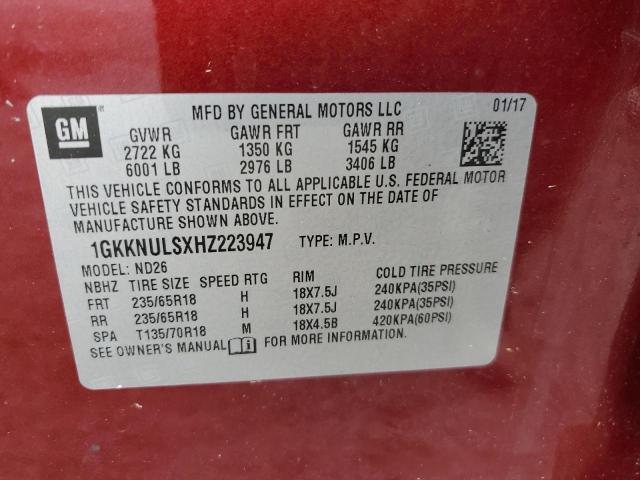 GM
MFD BY GENERAL MOTORS LLC 01/17
GVWR GAWR FRT GAWR RR
2722 KG 1350 KG 1545 KG
6001 LB 2976 LB 3406 LB
THIS VEHICLE CONFORMS TO ALL APPLICABLE U.S. FEDERAL MOTOR
VEHICLE SAFETY STANDARDS IN EFFECT ON THE DATE OF
MANUFACTURE SHOWN ABOVE.
1GKKNULSXHZ223947 TYPE: M.P.V.
MODEL: ND26
NBHZ TIRE SIZE SPEED RTG RIM COLD TIRE PRESSURE
FRT 235/65R18 H 18X7.5J 240KPA(35PSI)
RR 235/65R18 H 18X7.5J 240KPA(35PSI)
SPA T135/70R18 M 18X4.5B 420KPA(60PSI)
SEE OWNER'S MANUAL FOR MORE INFORMATION.